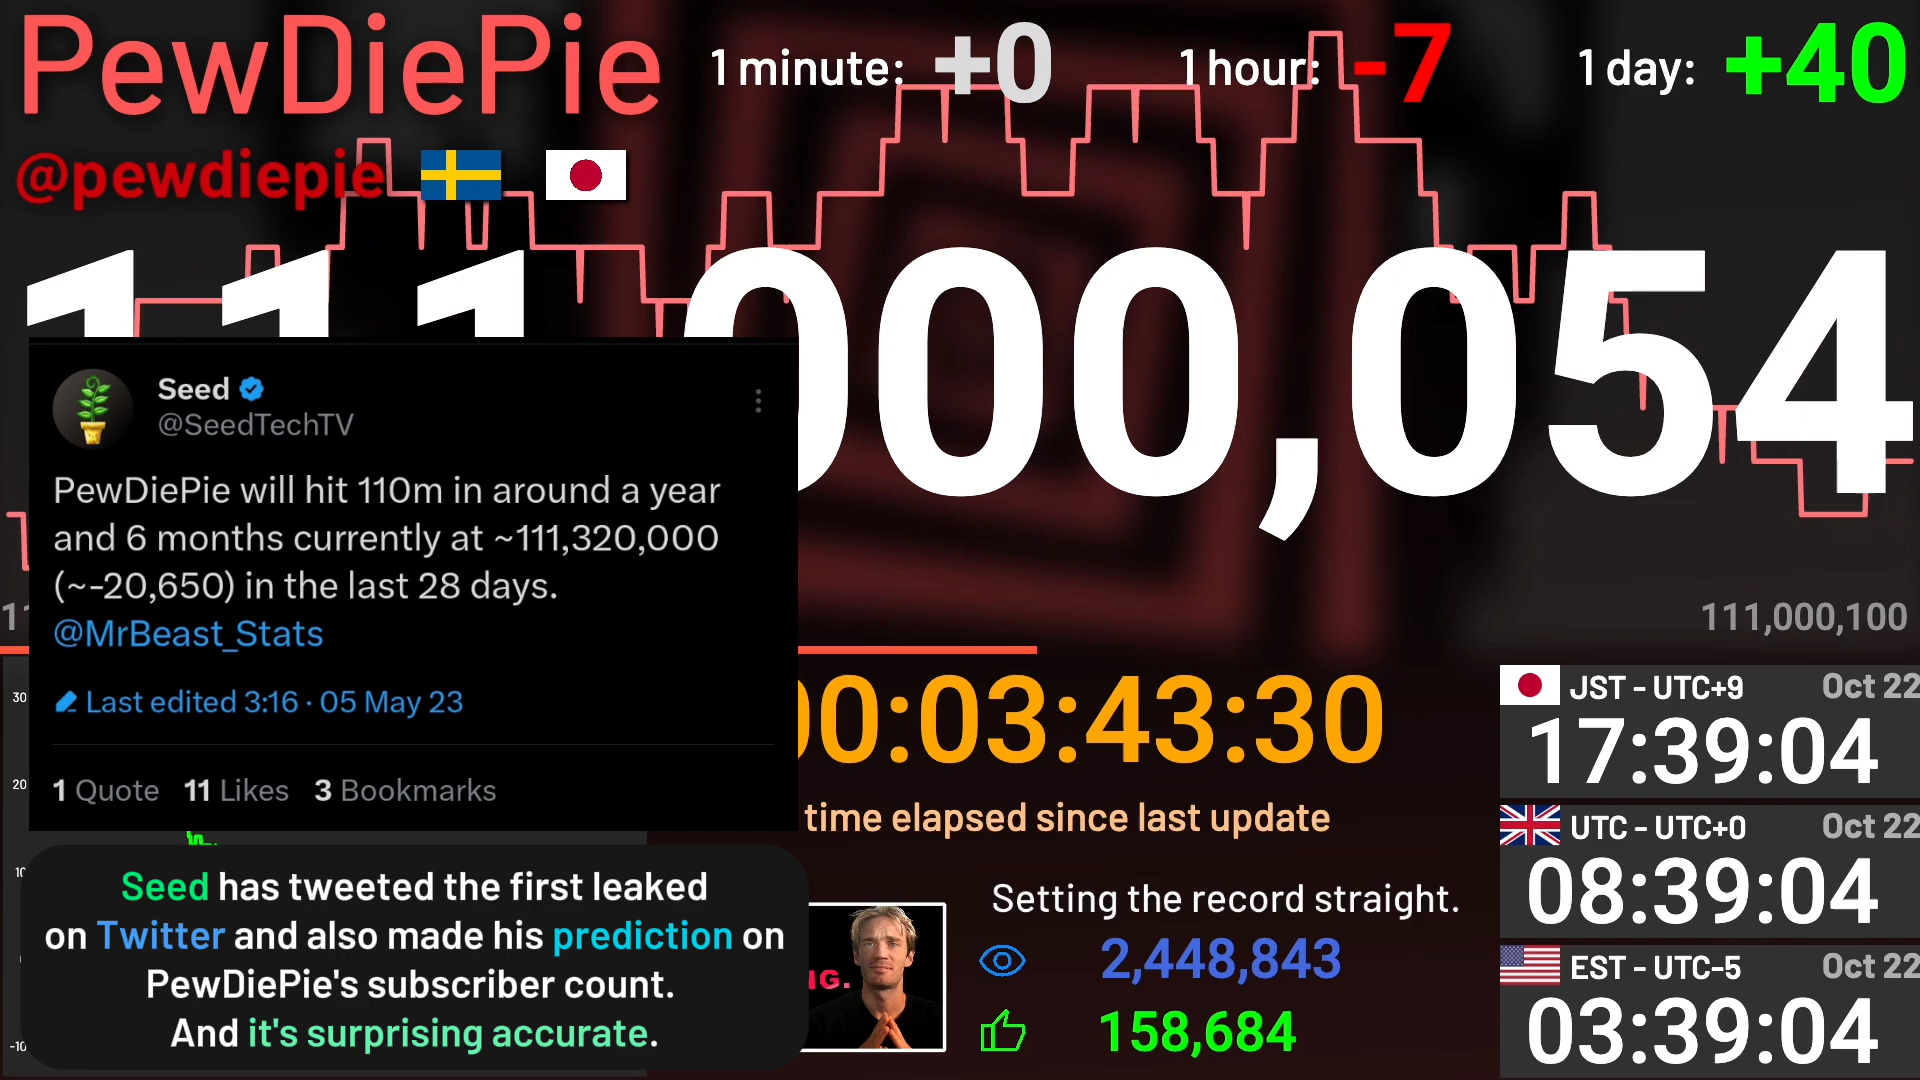 PewDiePie
1 minute: +0
1 hour: -7
1 day: +40
@pewdiepie
111,000,054
Seed
@SeedTechTV
PewDiePie will hit 110m in around a year
and 6 months currently at ~111,320,000
(~-20,650) in the last 28 days.
@MrBeast_Stats
Last edited 3:16 · 05 May 23
1 Quote 11 Likes 3 Bookmarks
111,000,100
30
20
-10
00:03:43:30
time elapsed since last update
Seed has tweeted the first leaked
on Twitter and also made his prediction on
PewDiePie's subscriber count.
And it's surprising accurate.
Setting the record straight.
2,448,843
158,684
JST - UTC+9 Oct 22
17:39:04
UTC - UTC+0 Oct 22
08:39:04
EST - UTC-5 Oct 22
03:39:04